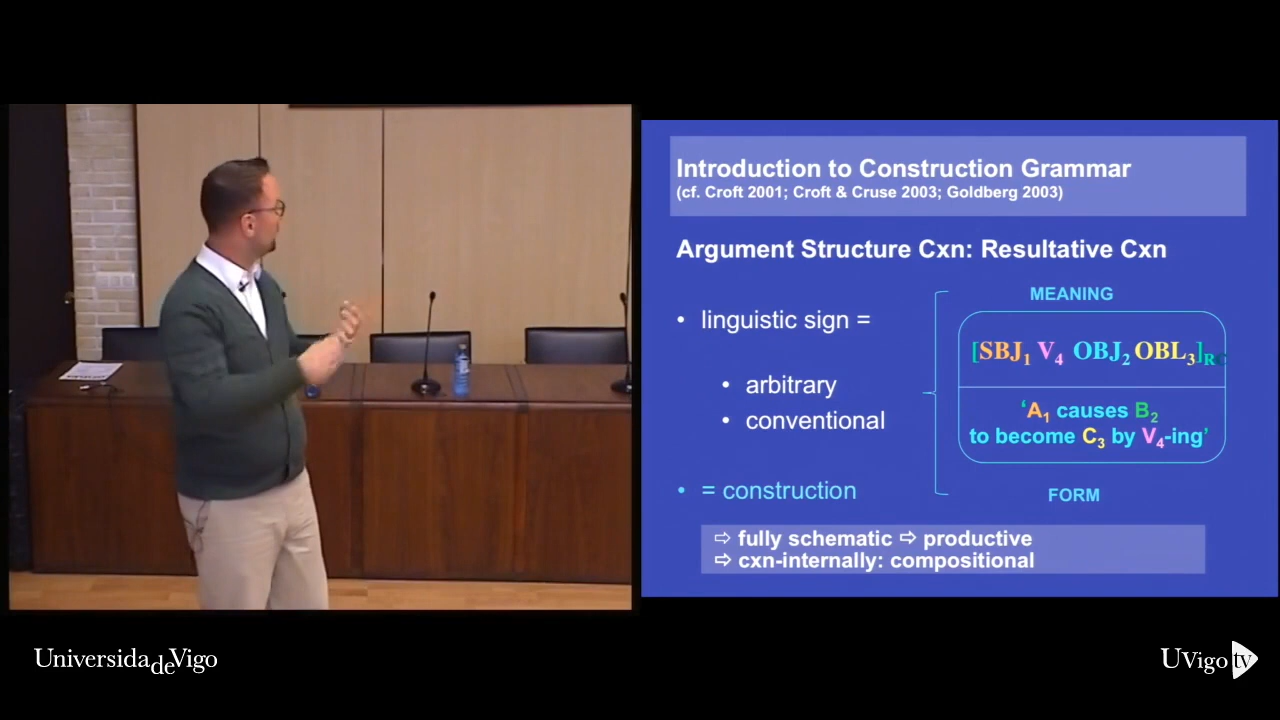 Introduction to Construction Grammar
(cf. Croft 2001; Croft & Cruse 2003; Goldberg 2003)
Argument Structure Cxn: Resultative Cxn
• linguistic sign =
• arbitrary
• conventional
• = construction
MEANING
[SBJ1 V4 OBJ2 OBL3]RC
‘A1 causes B2
to become C3 by V4-ing’
FORM
⇨ fully schematic ⇨ productive
⇨ cxn-internally: compositional
UniversidadeVigo
UVigo tv